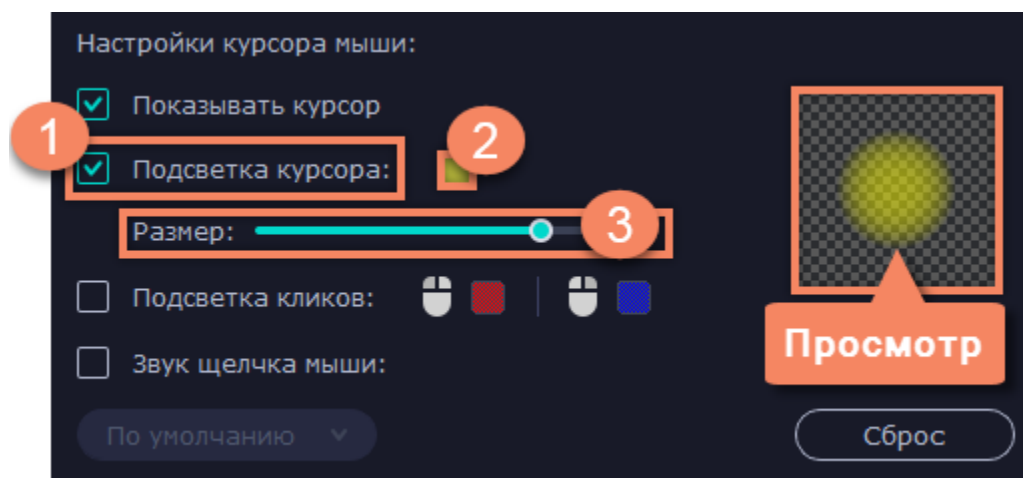 Настройки курсора мыши:
Показывать курсор
1
2
Подсветка курсора:
Размер:
3
Подсветка кликов:
Просмотр
Звук щелчка мыши:
По умолчанию
Сброс